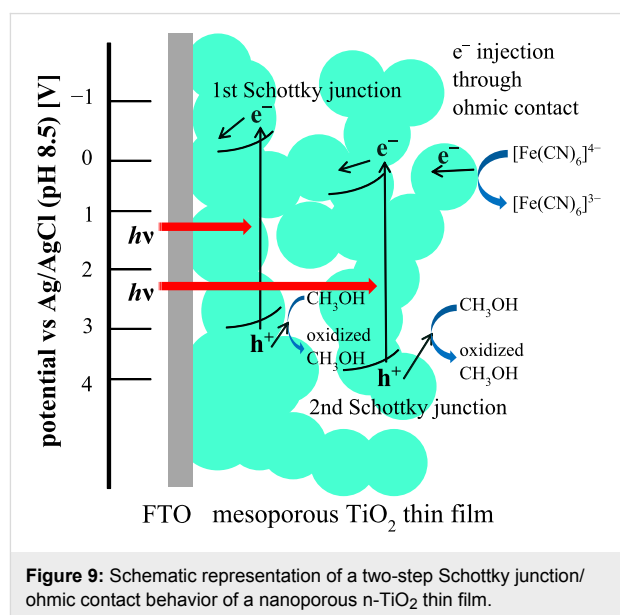 potential vs Ag/AgCl (pH 8.5) [V]
−1
0
1
2
3
4
1st Schottky junction
e⁻
e⁻ injection
through
ohmic contact
e⁻
e⁻
[Fe(CN)₆]⁴⁻
[Fe(CN)₆]³⁻
hν
hν
CH₃OH
h⁺
oxidized
CH₃OH
CH₃OH
oxidized
CH₃OH
h⁺
2nd Schottky junction
FTO mesoporous TiO₂ thin film
Figure 9: Schematic representation of a two-step Schottky junction/
ohmic contact behavior of a nanoporous n-TiO₂ thin film.